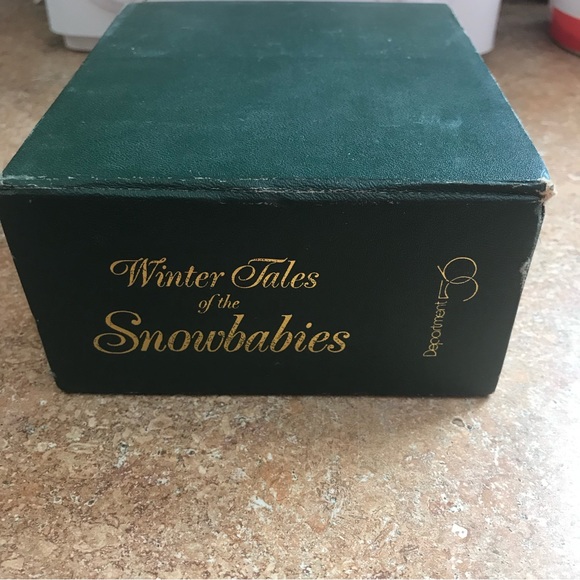 Winter Tales
of the
Snowbabies
Department 56